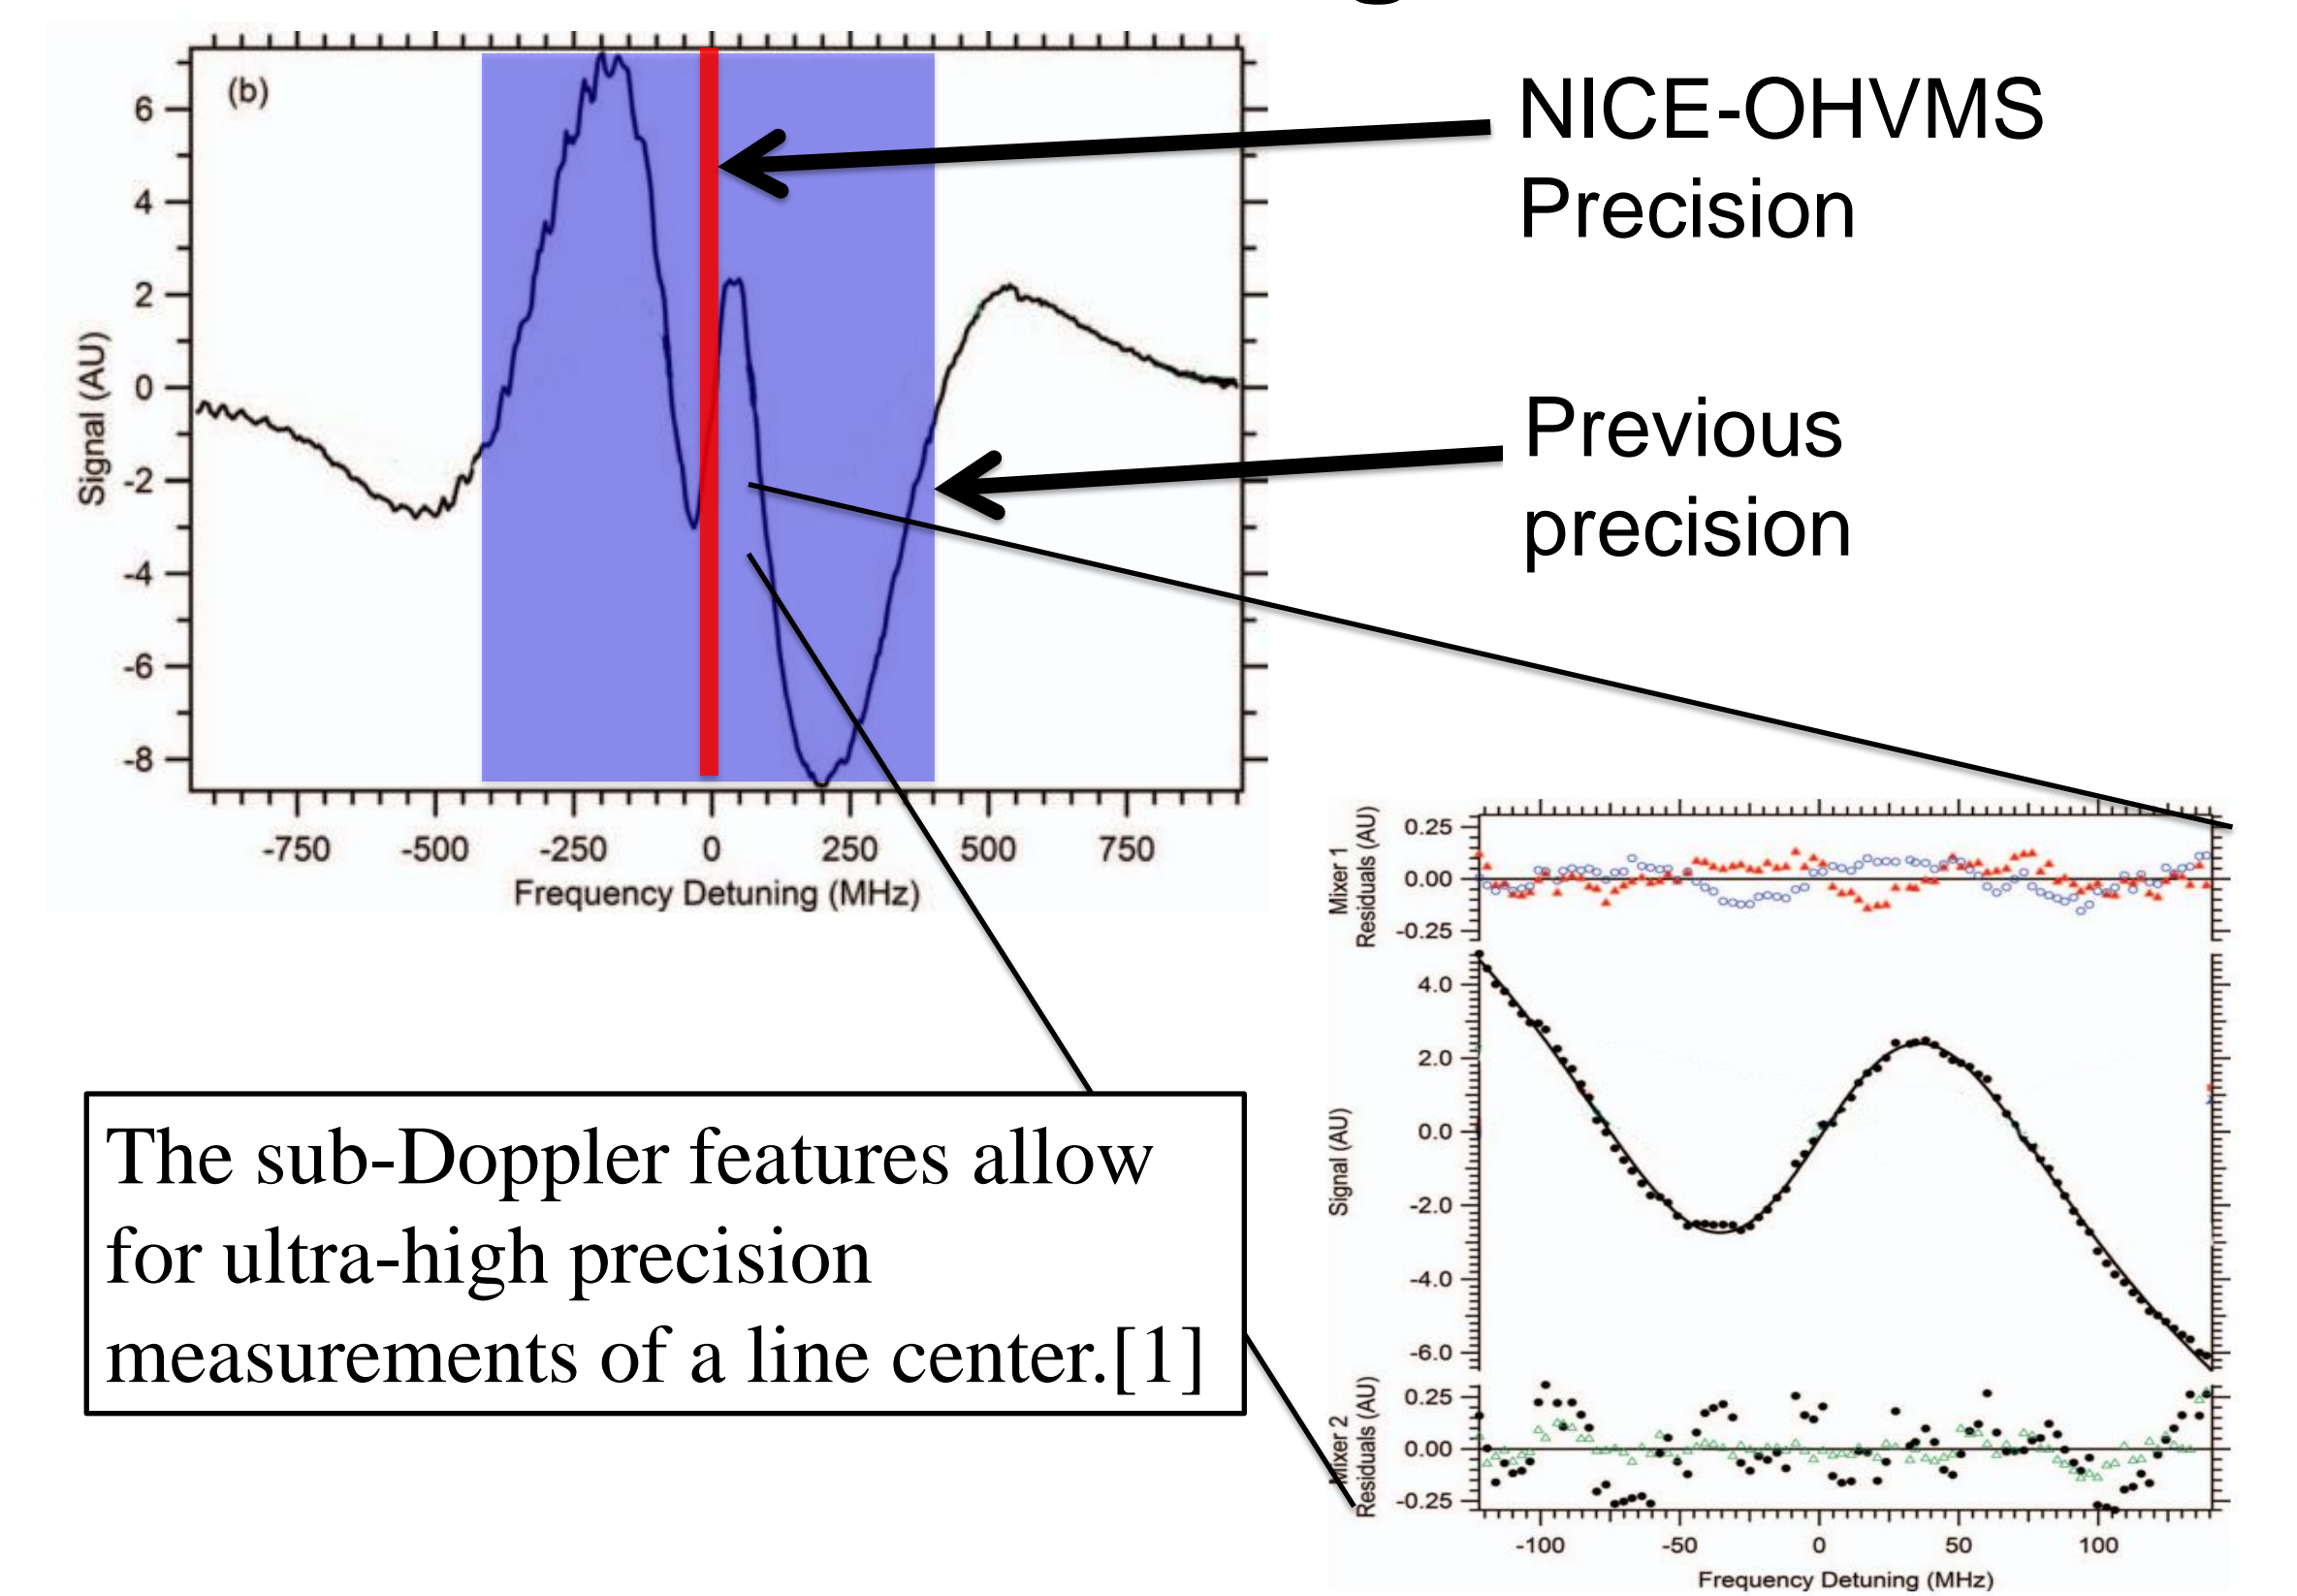 (b)
6
4
2
0
-2
-4
-6
-8
Signal (AU)
-750 -500 -250 0 250 500 750
Frequency Detuning (MHz)
NICE-OHVMS
Precision
Previous
precision
The sub-Doppler features allow
for ultra-high precision
measurements of a line center.[1]
Mixer 1
Residuals (AU)
0.25
0.00
-0.25
Signal (AU)
4.0
2.0
0.0
-2.0
-4.0
-6.0
Mixer 2
Residuals (AU)
0.25
0.00
-0.25
-100 -50 0 50 100
Frequency Detuning (MHz)